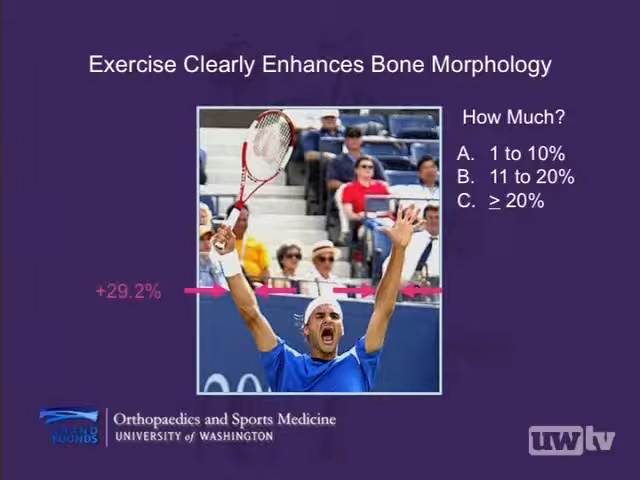 Exercise Clearly Enhances Bone Morphology
How Much?
A. 1 to 10%
B. 11 to 20%
C. ≥ 20%
+29.2%
GRAND
ROUNDS
Orthopaedics and Sports Medicine
UNIVERSITY of WASHINGTON
uwtv